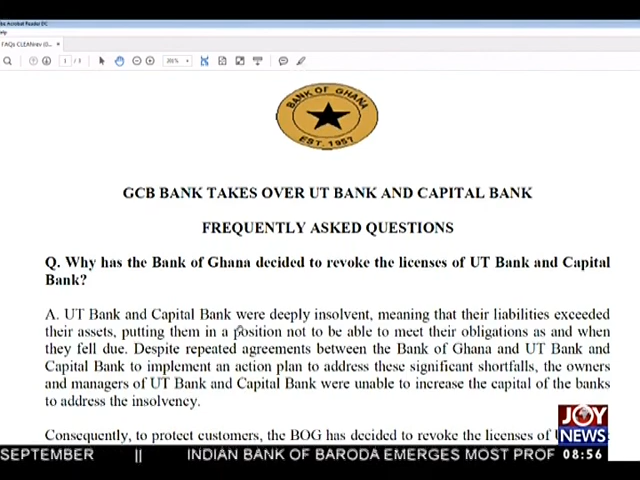 FAQs CLEANrev (0...
1 / 3
201%
BANK OF GHANA
EST. 1957
GCB BANK TAKES OVER UT BANK AND CAPITAL BANK
FREQUENTLY ASKED QUESTIONS
Q. Why has the Bank of Ghana decided to revoke the licenses of UT Bank and Capital
Bank?
A. UT Bank and Capital Bank were deeply insolvent, meaning that their liabilities exceeded
their assets, putting them in a position not to be able to meet their obligations as and when
they fell due. Despite repeated agreements between the Bank of Ghana and UT Bank and
Capital Bank to implement an action plan to address these significant shortfalls, the owners
and managers of UT Bank and Capital Bank were unable to increase the capital of the banks
to address the insolvency.
Consequently, to protect customers, the BOG has decided to revoke the licenses of
JOY
NEWS
SEPTEMBER || INDIAN BANK OF BARODA EMERGES MOST PROF 08:56